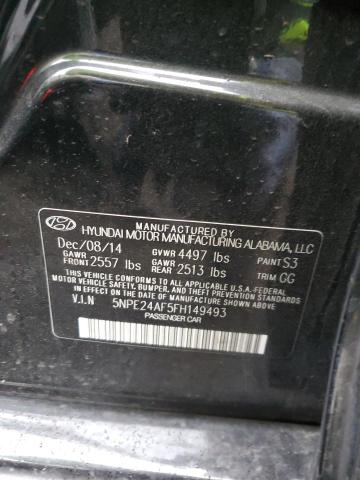 MANUFACTURED BY
HYUNDAI MOTOR MANUFACTURING ALABAMA, LLC
Dec/08/14 GVWR 4497 lbs PAINT S3
GAWR FRONT 2557 lbs GAWR REAR 2513 lbs TRIM GG
THIS VEHICLE CONFORMS TO ALL APPLICABLE U.S.A-FEDERAL
MOTOR VEHICLE SAFETY, BUMPER, AND THEFT PREVENTION STANDARDS
IN EFFECT ON THE DATE OF MANUFACTURE SHOWN ABOVE.
V.I.N 5NPE24AF5FH149493
PASSENGER CAR